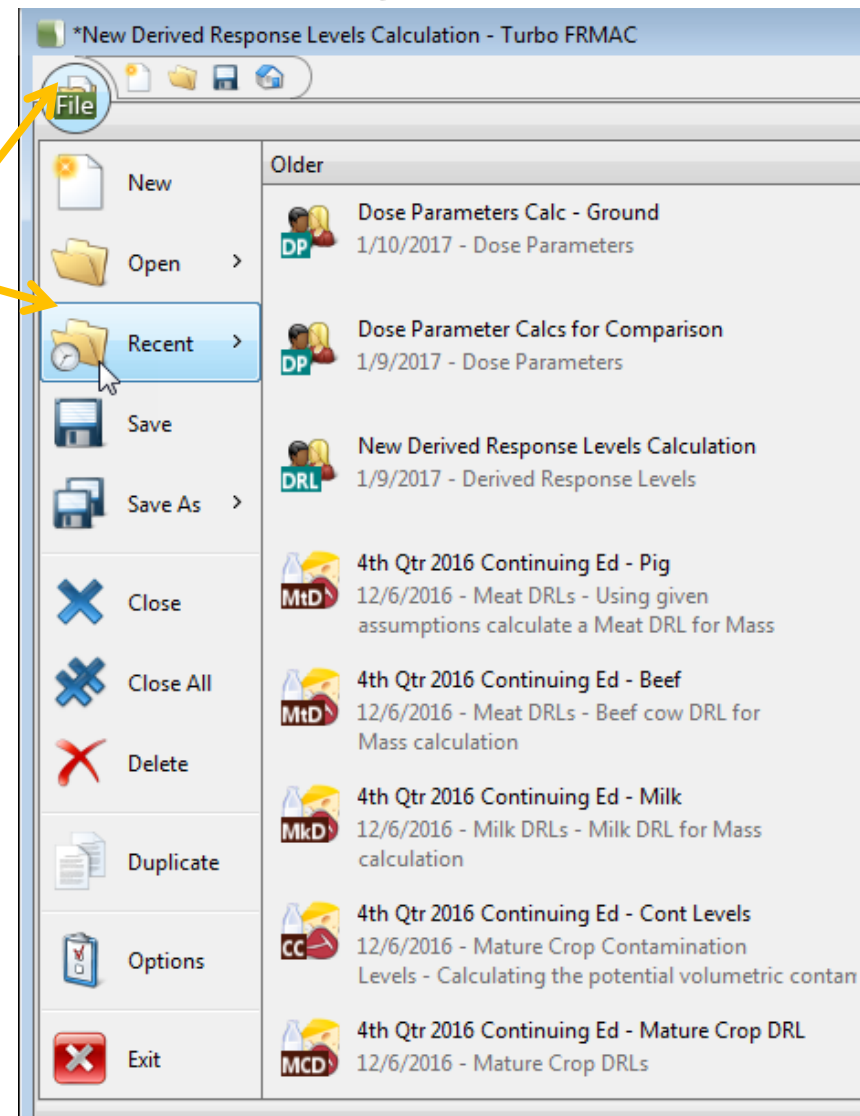 *New Derived Response Levels Calculation - Turbo FRMAC
File
New
Open
Recent
Save
Save As
Close
Close All
Delete
Duplicate
Options
Exit
Older
DP
Dose Parameters Calc - Ground
1/10/2017 - Dose Parameters
DP
Dose Parameter Calcs for Comparison
1/9/2017 - Dose Parameters
DRL
New Derived Response Levels Calculation
1/9/2017 - Derived Response Levels
MtD
4th Qtr 2016 Continuing Ed - Pig
12/6/2016 - Meat DRLs - Using given
assumptions calculate a Meat DRL for Mass
MtD
4th Qtr 2016 Continuing Ed - Beef
12/6/2016 - Meat DRLs - Beef cow DRL for
Mass calculation
MkD
4th Qtr 2016 Continuing Ed - Milk
12/6/2016 - Milk DRLs - Milk DRL for Mass
calculation
CC
4th Qtr 2016 Continuing Ed - Cont Levels
12/6/2016 - Mature Crop Contamination
Levels - Calculating the potential volumetric contam
MCD
4th Qtr 2016 Continuing Ed - Mature Crop DRL
12/6/2016 - Mature Crop DRLs